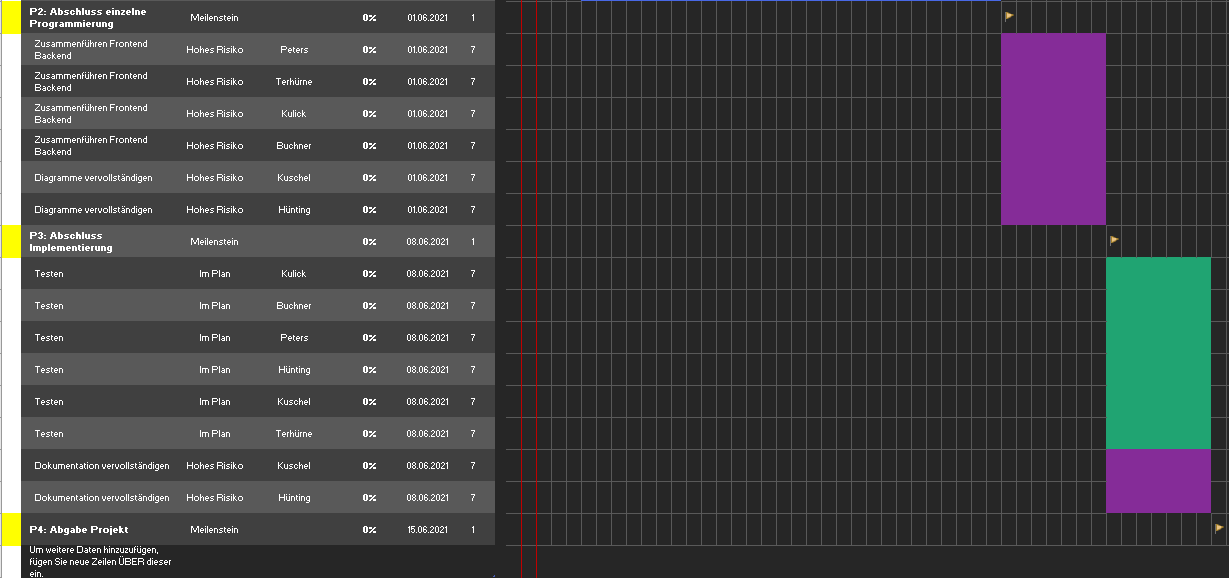 P2: Abschluss einzelne
Programmierung Meilenstein 0% 01.06.2021 1
Zusammenführen Frontend
Backend Hohes Risiko Peters 0% 01.06.2021 7
Zusammenführen Frontend
Backend Hohes Risiko Terhürne 0% 01.06.2021 7
Zusammenführen Frontend
Backend Hohes Risiko Kulick 0% 01.06.2021 7
Zusammenführen Frontend
Backend Hohes Risiko Buchner 0% 01.06.2021 7
Diagramme vervollständigen Hohes Risiko Kuschel 0% 01.06.2021 7
Diagramme vervollständigen Hohes Risiko Hünting 0% 01.06.2021 7
P3: Abschluss
Implementierung Meilenstein 0% 08.06.2021 1
Testen Im Plan Kulick 0% 08.06.2021 7
Testen Im Plan Buchner 0% 08.06.2021 7
Testen Im Plan Peters 0% 08.06.2021 7
Testen Im Plan Hünting 0% 08.06.2021 7
Testen Im Plan Kuschel 0% 08.06.2021 7
Testen Im Plan Terhürne 0% 08.06.2021 7
Dokumentation vervollständigen Hohes Risiko Kuschel 0% 08.06.2021 7
Dokumentation vervollständigen Hohes Risiko Hünting 0% 08.06.2021 7
P4: Abgabe Projekt Meilenstein 0% 15.06.2021 1
Um weitere Daten hinzuzufügen,
fügen Sie neue Zeilen ÜBER dieser
ein.